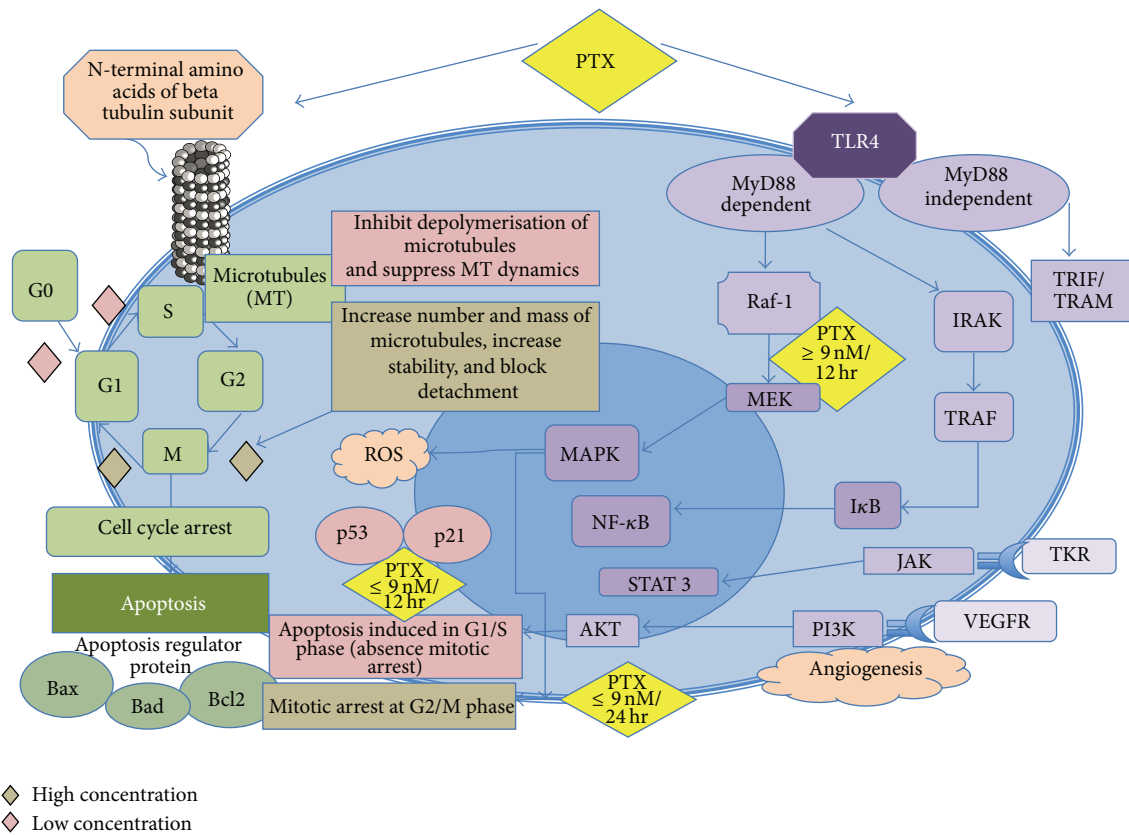 PTX
N-terminal amino
acids of beta
tubulin subunit
TLR4
MyD88
dependent
MyD88
independent
Inhibit depolymerisation of
microtubules
and suppress MT dynamics
Microtubules
(MT)
G0
S
Raf-1
IRAK
TRIF/
TRAM
Increase number and mass of
microtubules, increase
stability, and block
detachment
PTX
≥ 9 nM/
12 hr
G1
G2
MEK
TRAF
M
ROS
MAPK
NF-κB
IκB
Cell cycle arrest
p53
p21
PTX
≤ 9 nM/
12 hr
JAK
TKR
STAT 3
Apoptosis
Apoptosis induced in G1/S
phase (absence mitotic
arrest)
AKT
PI3K
VEGFR
Apoptosis regulator
protein
Angiogenesis
Bax
Bad
Bcl2
Mitotic arrest at G2/M phase
PTX
≤ 9 nM/
24 hr
High concentration
Low concentration